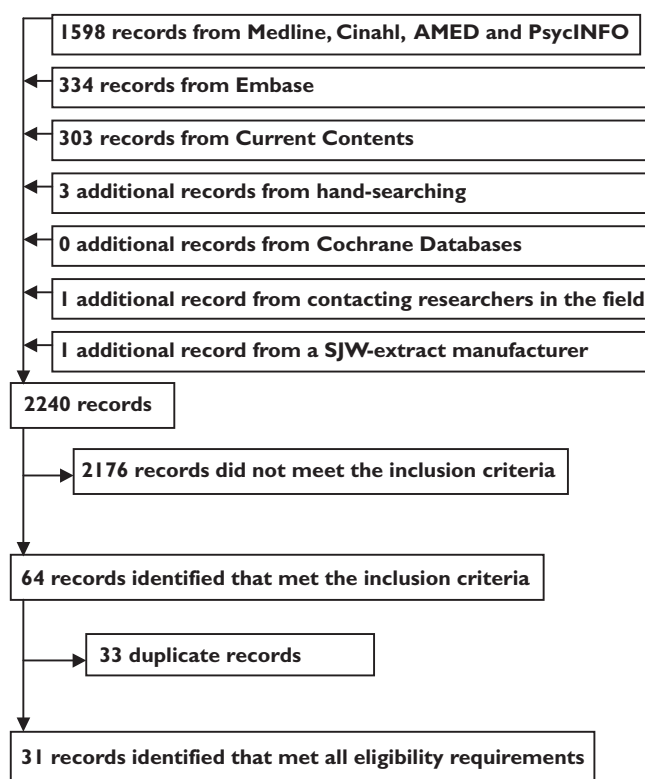 1598 records from Medline, Cinahl, AMED and PsycINFO
334 records from Embase
303 records from Current Contents
3 additional records from hand-searching
0 additional records from Cochrane Databases
1 additional record from contacting researchers in the field
1 additional record from a SJW-extract manufacturer
2240 records
2176 records did not meet the inclusion criteria
64 records identified that met the inclusion criteria
33 duplicate records
31 records identified that met all eligibility requirements